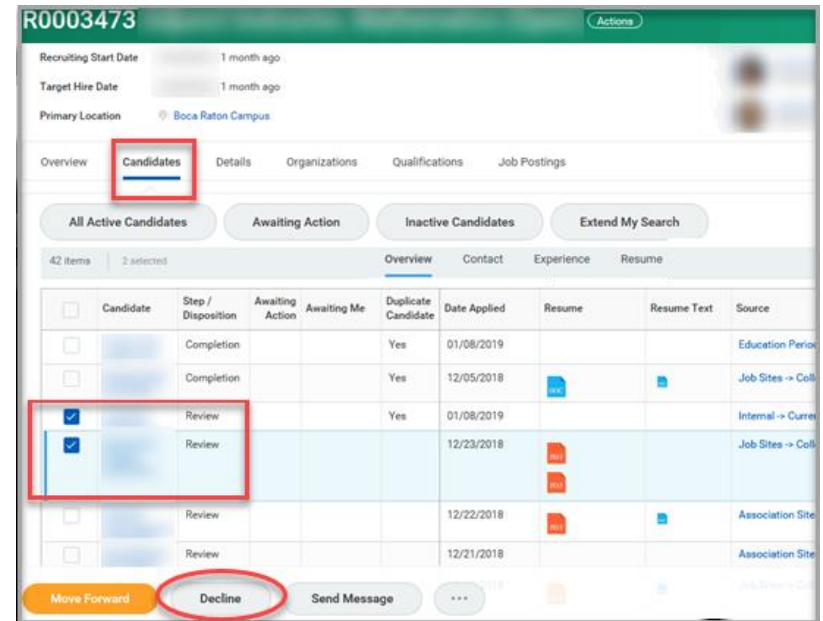 R0003473
Actions
Recruiting Start Date 1 month ago
Target Hire Date 1 month ago
Primary Location Boca Raton Campus
Overview Candidates Details Organizations Qualifications Job Postings
All Active Candidates Awaiting Action Inactive Candidates Extend My Search
42 items 2 selected Overview Contact Experience Resume
Candidate Step / Disposition Awaiting Action Awaiting Me Duplicate Candidate Date Applied Resume Resume Text Source
Completion Yes 01/08/2019 Education Perio
Completion Yes 12/05/2018 Job Sites -> Coll
Review Yes 01/08/2019 Internal -> Curre
Review 12/23/2018 Job Sites -> Coll
Review 12/22/2018 Association Site
Review 12/21/2018 Association Site
Move Forward Decline Send Message ...